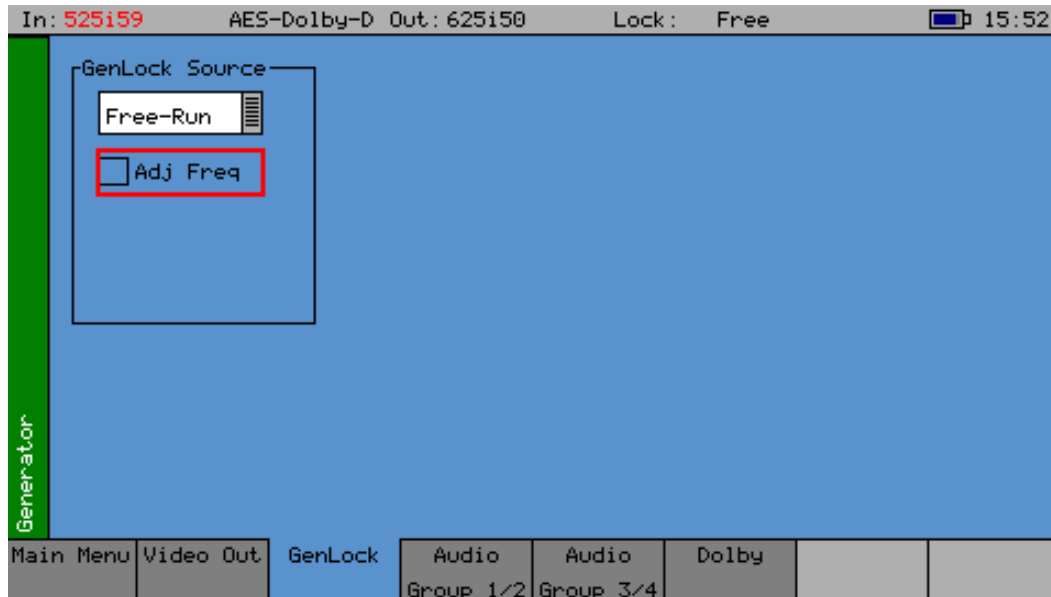 In: 525i59 AES-Dolby-D Out: 625i50 Lock: Free 15:52
GenLock Source
Free-Run
Adj Freq
Generator
Main Menu Video Out GenLock Audio Group 1/2 Audio Group 3/4 Dolby